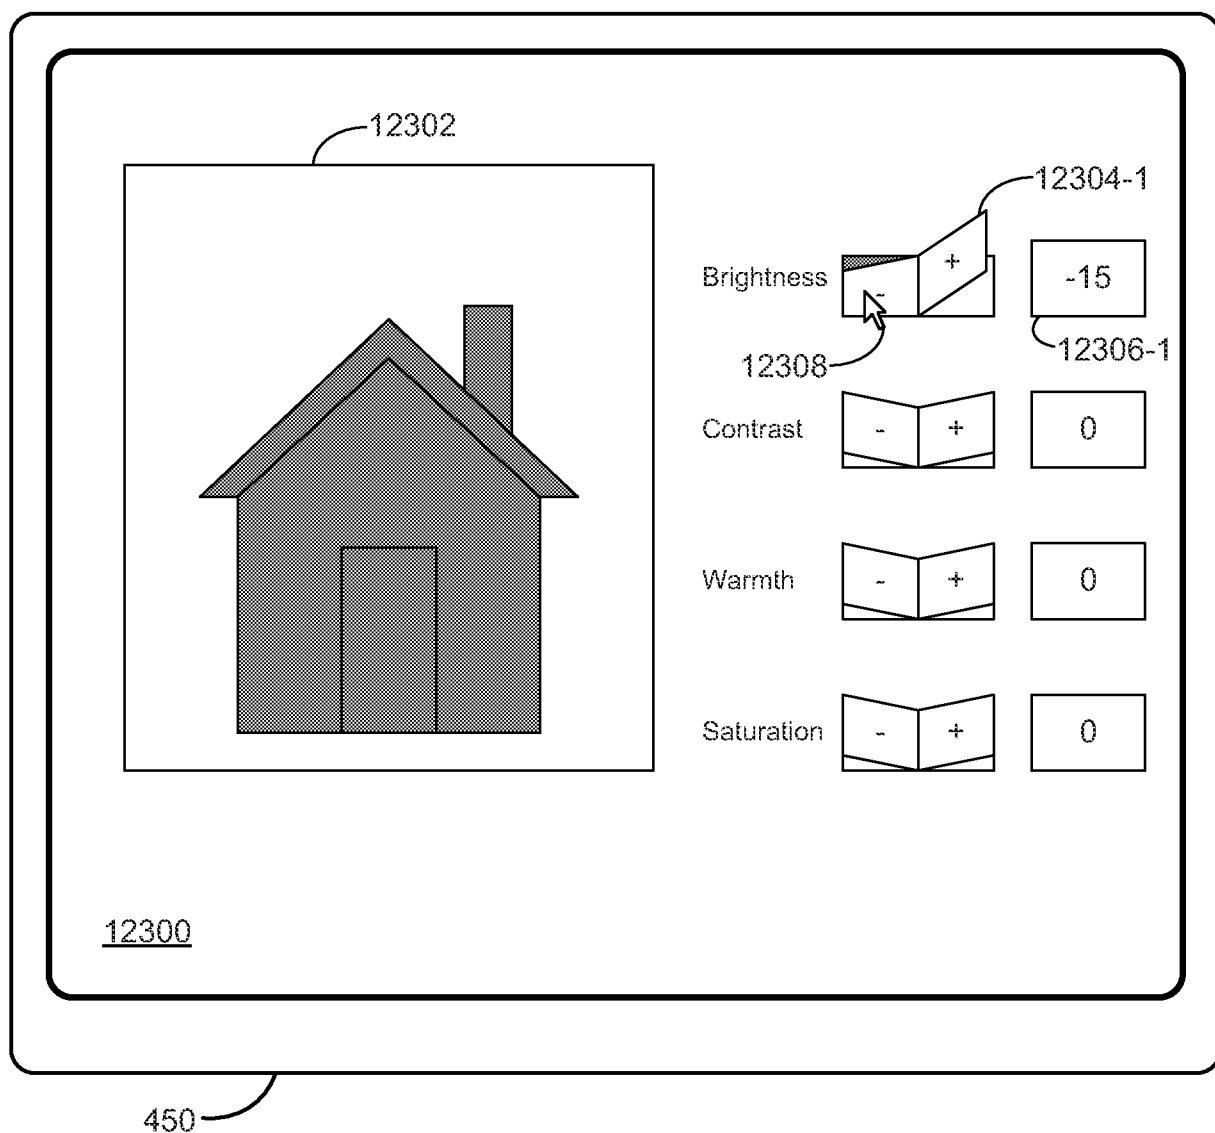 12302
12304-1
Brightness - + -15
12308
12306-1
Contrast - + 0
Warmth - + 0
Saturation - + 0
12300
450